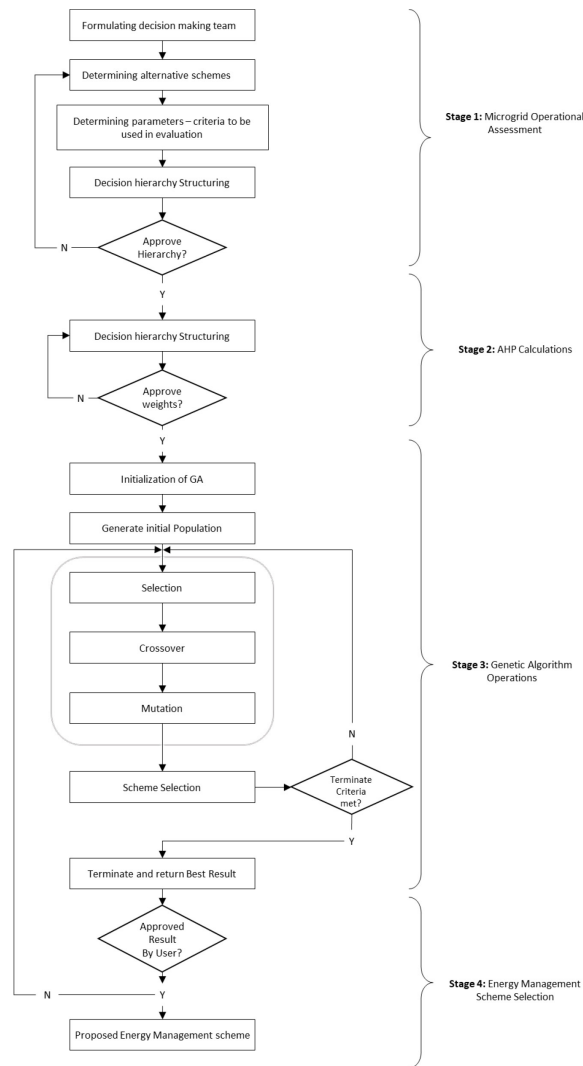 Formulating decision making team
Determining alternative schemes
Determining parameters – criteria to be
used in evaluation
Decision hierarchy Structuring
Approve
Hierarchy?
N
Y
Stage 1: Microgrid Operational
Assessment
Decision hierarchy Structuring
Approve
weights?
N
Y
Stage 2: AHP Calculations
Initialization of GA
Generate initial Population
Selection
Crossover
Mutation
Scheme Selection
Terminate
Criteria
met?
N
Y
Terminate and return Best Result
Stage 3: Genetic Algorithm
Operations
Approved
Result
By User?
N
Y
Proposed Energy Management scheme
Stage 4: Energy Management
Scheme Selection